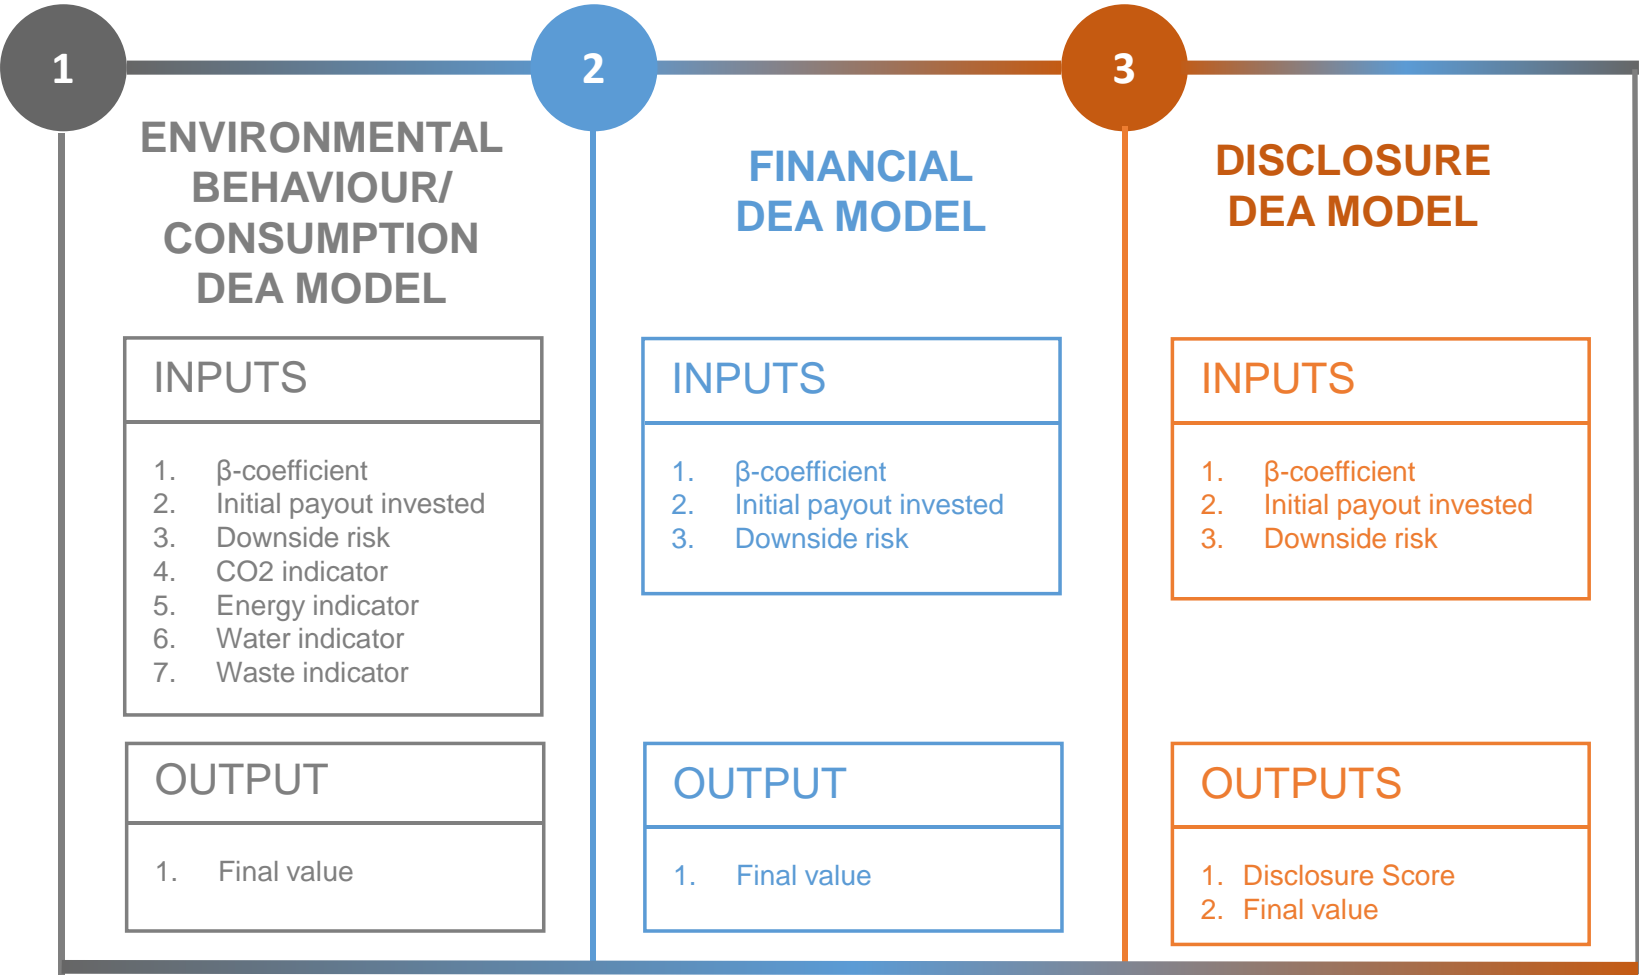 1
ENVIRONMENTAL
BEHAVIOUR/
CONSUMPTION
DEA MODEL
INPUTS
1. β-coefficient
2. Initial payout invested
3. Downside risk
4. CO2 indicator
5. Energy indicator
6. Water indicator
7. Waste indicator
OUTPUT
1. Final value
2
FINANCIAL
DEA MODEL
INPUTS
1. β-coefficient
2. Initial payout invested
3. Downside risk
OUTPUT
1. Final value
3
DISCLOSURE
DEA MODEL
INPUTS
1. β-coefficient
2. Initial payout invested
3. Downside risk
OUTPUTS
1. Disclosure Score
2. Final value